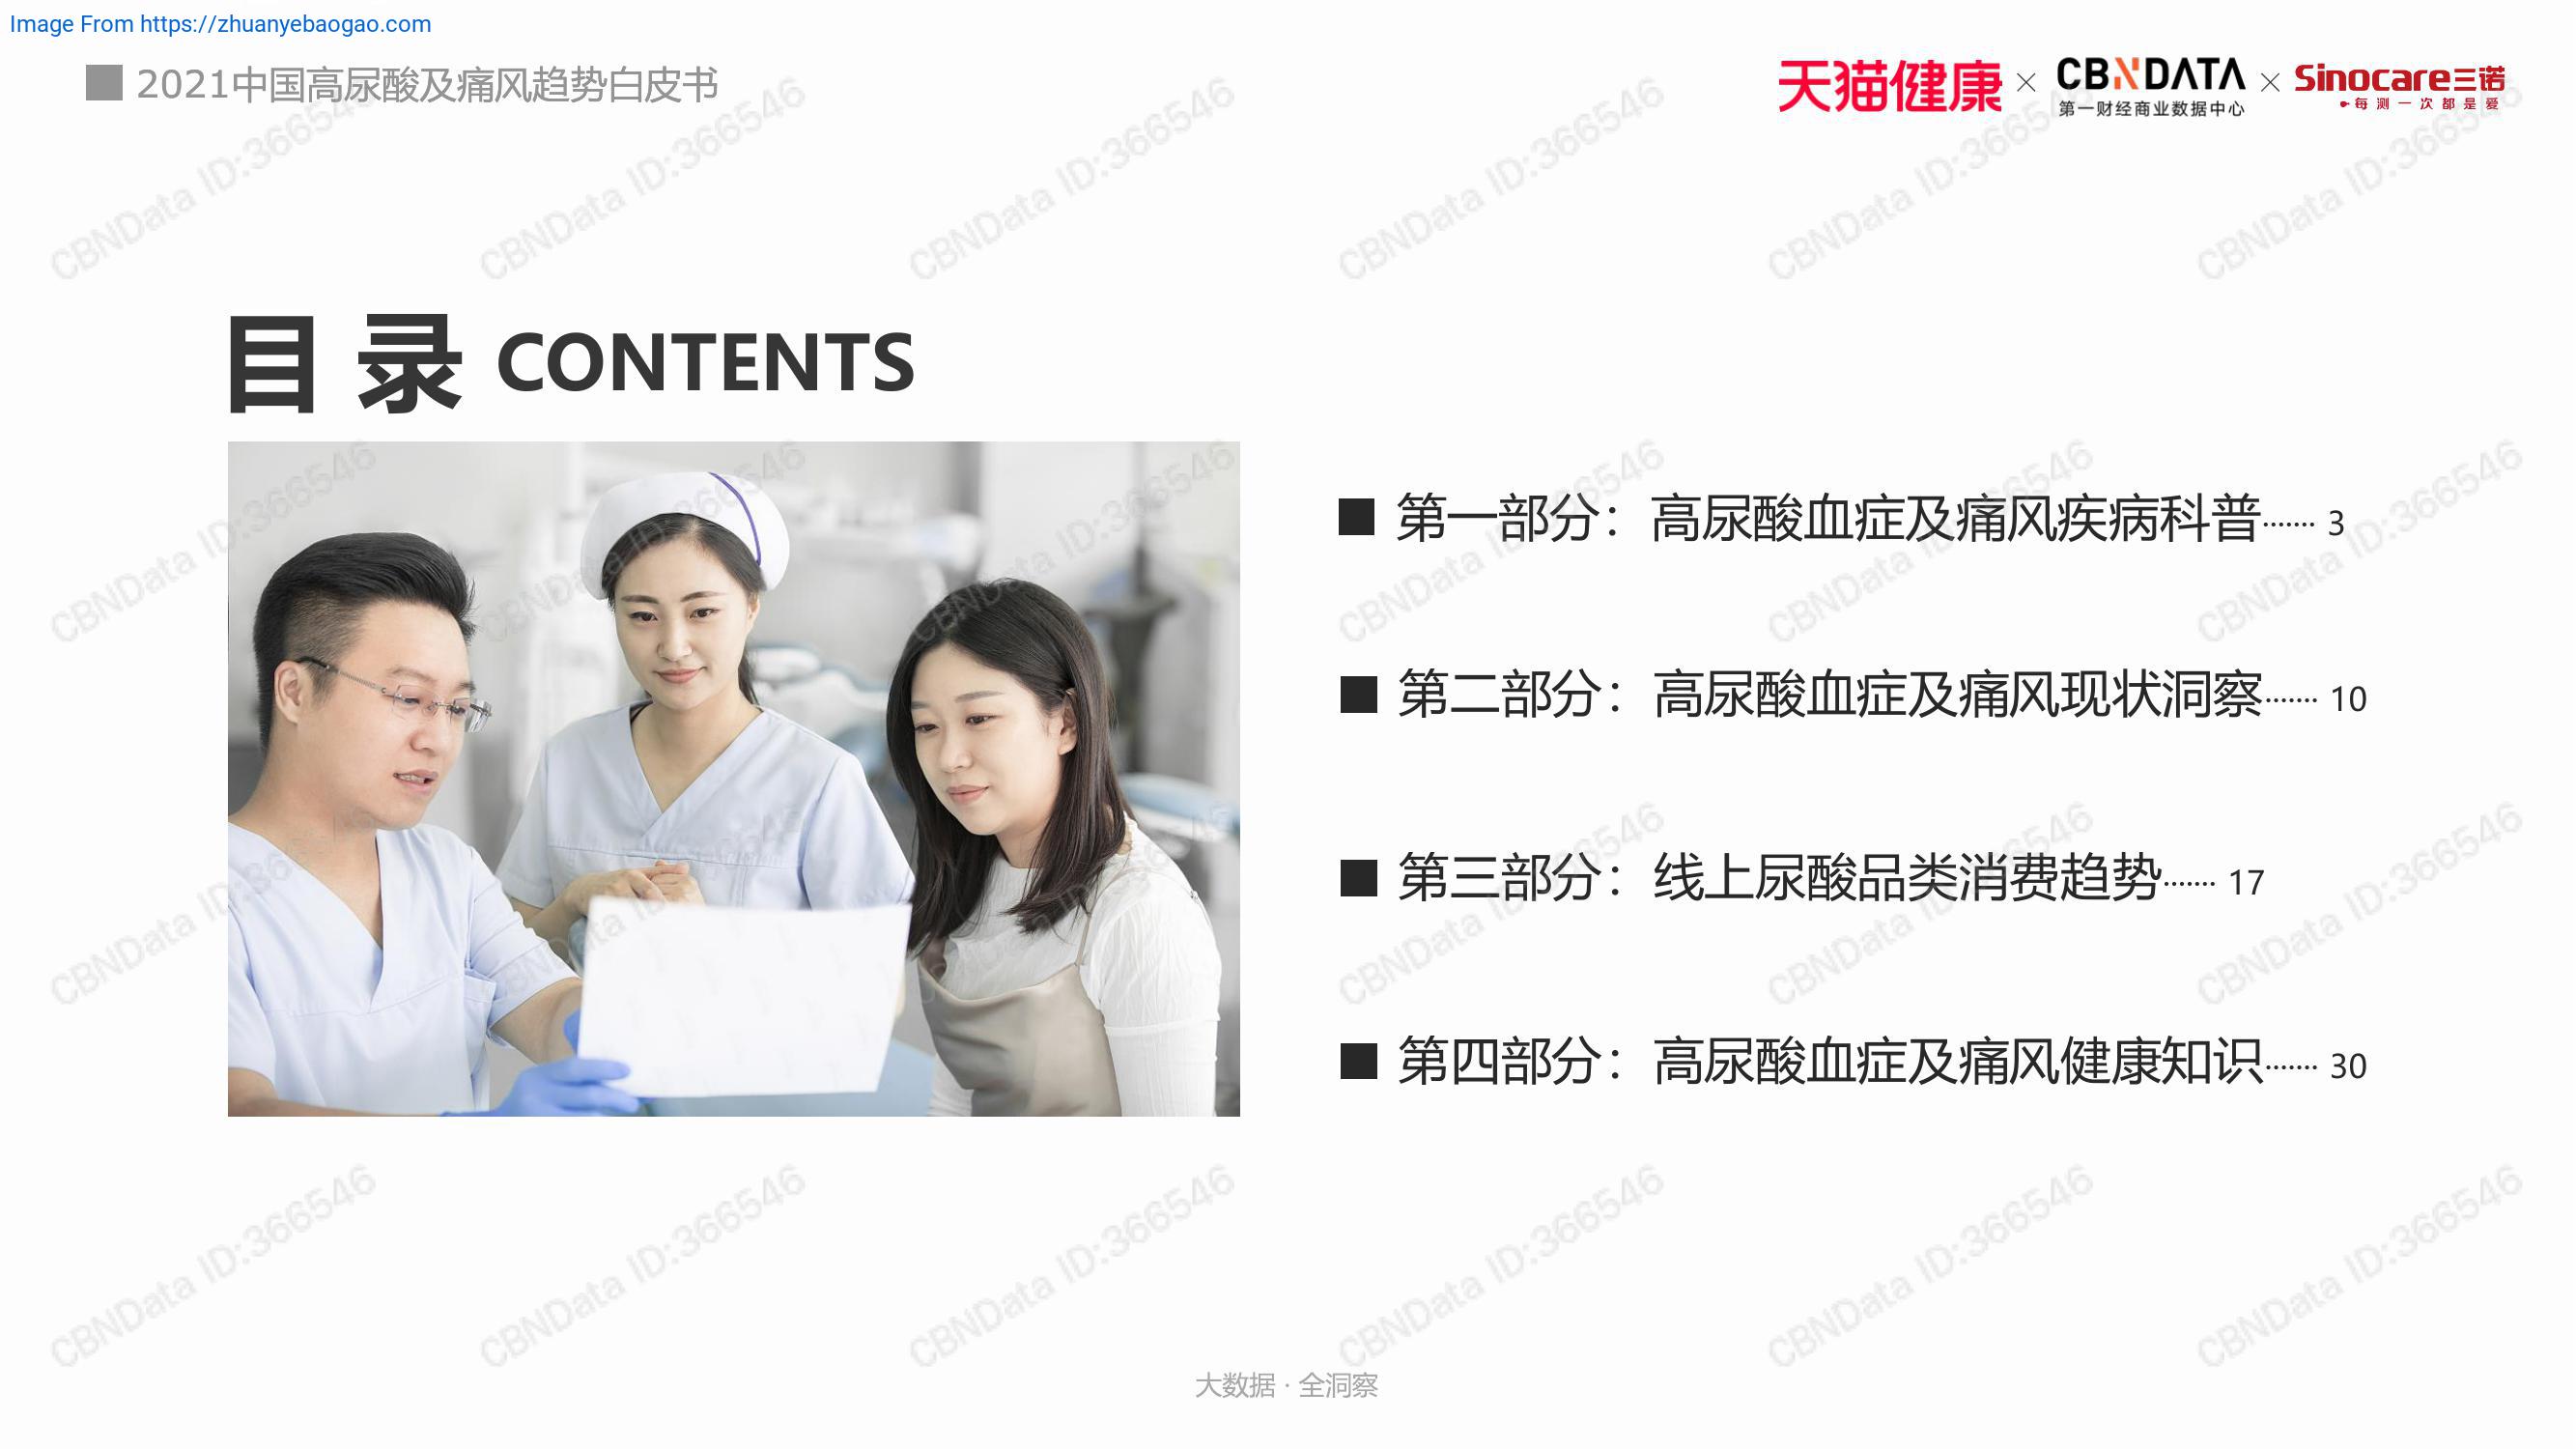 Image From https://zhuanyebaogao.com
2021中国高尿酸及痛风趋势白皮书
天猫健康 × CBNDATA × Sinocare三诺
第一财经商业数据中心
每测一次都是爱
目录 CONTENTS
第一部分：高尿酸血症及痛风疾病科普······· 3
第二部分：高尿酸血症及痛风现状洞察······· 10
第三部分：线上尿酸品类消费趋势······· 17
第四部分：高尿酸血症及痛风健康知识······· 30
大数据 · 全洞察
CBNData ID:366546